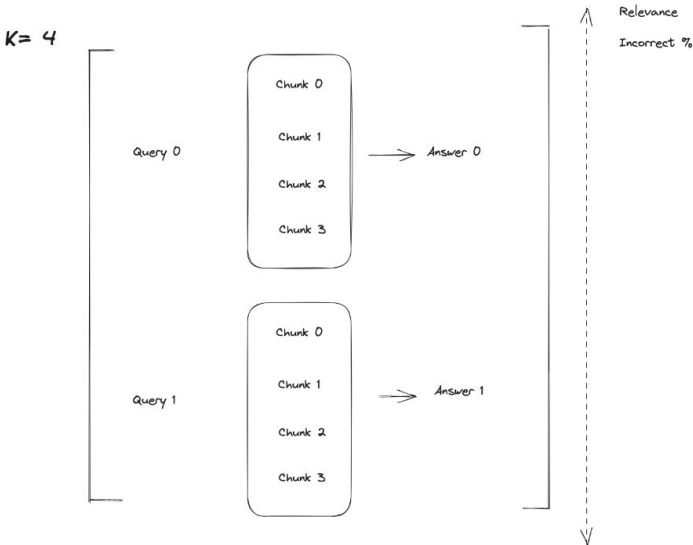 K= 4
Relevance
Incorrect %
Query 0
Chunk 0
Chunk 1
Chunk 2
Chunk 3
Answer 0
Query 1
Chunk 0
Chunk 1
Chunk 2
Chunk 3
Answer 1